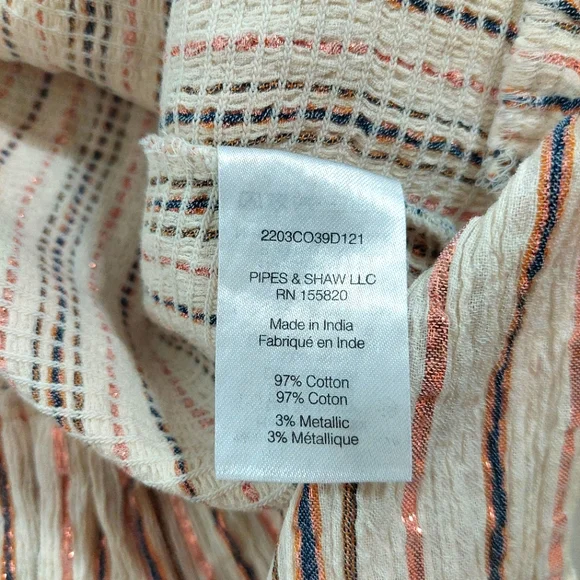 2203CO39D121
PIPES & SHAW LLC
RN 155820
Made in India
Fabriqué en Inde
97% Cotton
97% Coton
3% Metallic
3% Métallique